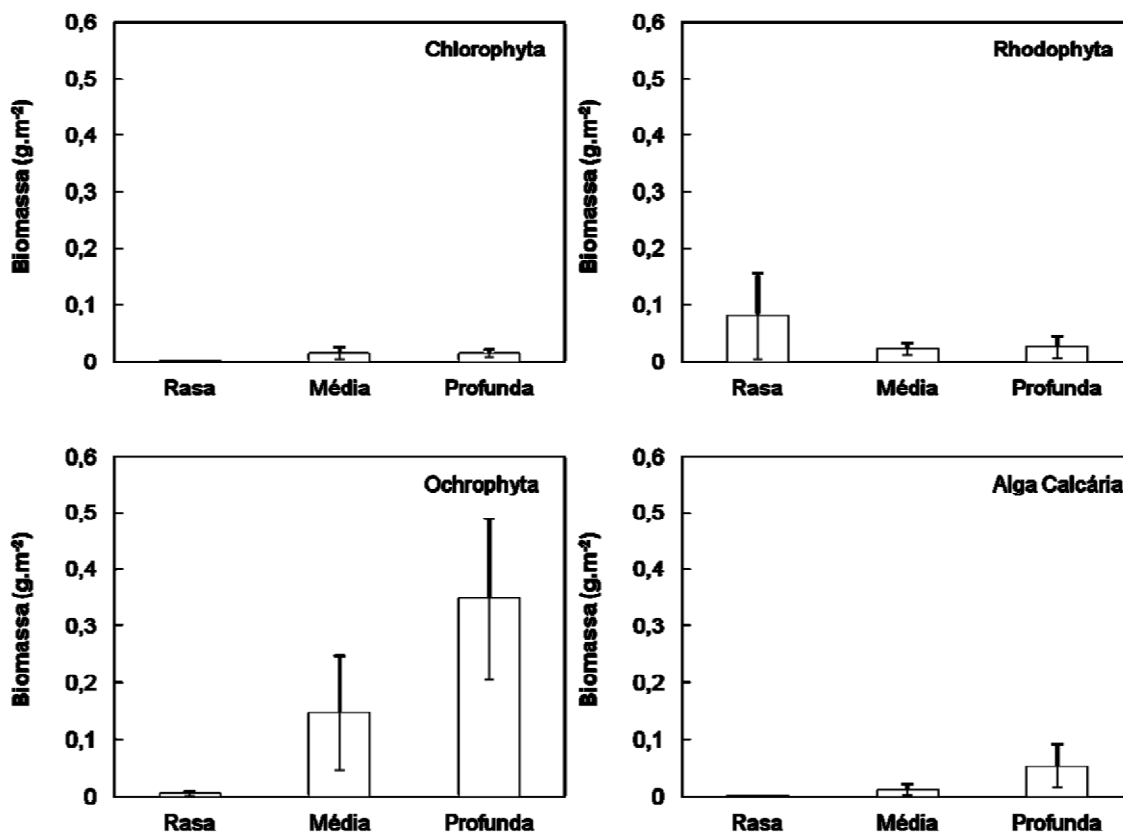 Chlorophyta
Biomassa (g.m-2)
0,6
0,5
0,4
0,3
0,2
0,1
0
Rasa Média Profunda
Rhodophyta
Biomassa (g.m-2)
0,6
0,5
0,4
0,3
0,2
0,1
0
Rasa Média Profunda
Ochrophyta
Biomassa (g.m-2)
0,6
0,5
0,4
0,3
0,2
0,1
0
Rasa Média Profunda
Alga Calcária
Biomassa (g.m-2)
0,6
0,5
0,4
0,3
0,2
0,1
0
Rasa Média Profunda